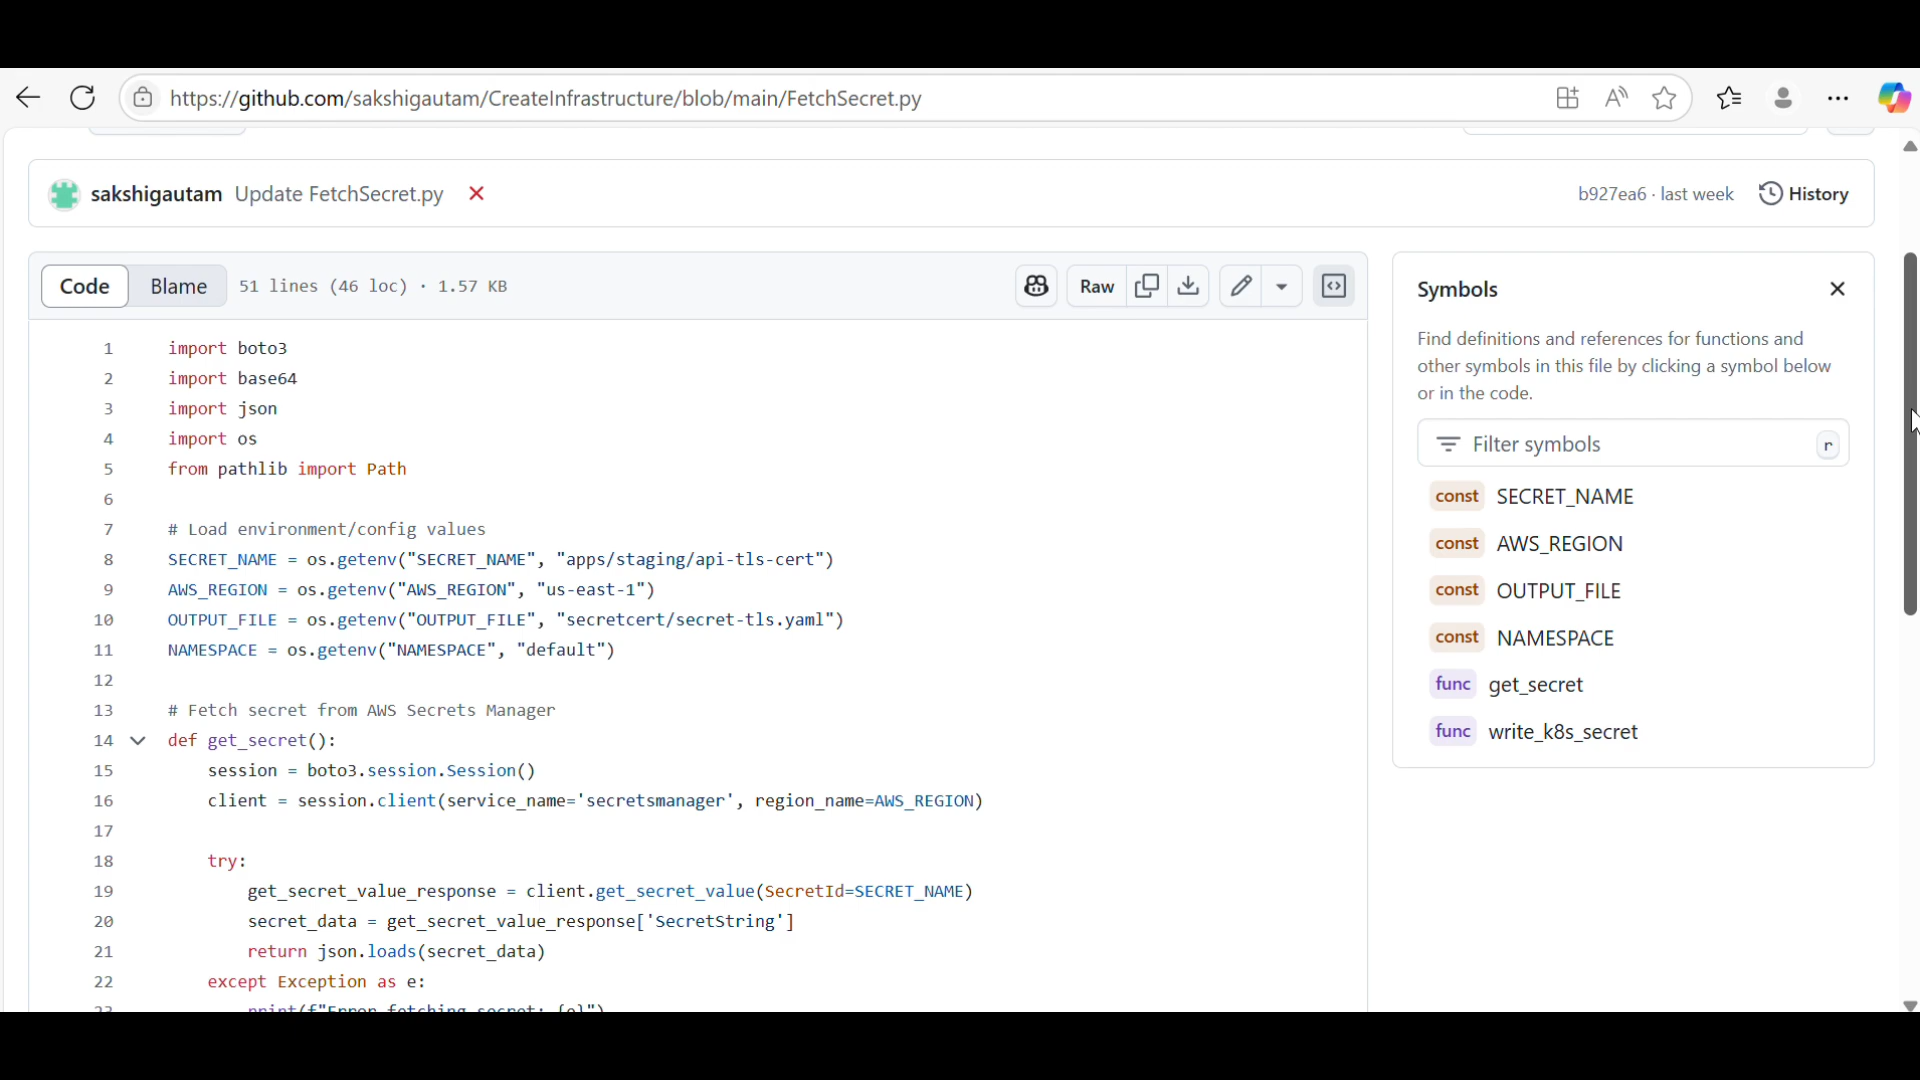 https://github.com/sakshigautam/CreateInfrastructure/blob/main/FetchSecret.py
sakshigautam Update FetchSecret.py
b927ea6 · last week History
Code Blame 51 lines (46 loc) · 1.57 KB
Raw
1 import boto3
2 import base64
3 import json
4 import os
5 from pathlib import Path
6
7 # Load environment/config values
8 SECRET_NAME = os.getenv("SECRET_NAME", "apps/staging/api-tls-cert")
9 AWS_REGION = os.getenv("AWS_REGION", "us-east-1")
10 OUTPUT_FILE = os.getenv("OUTPUT_FILE", "secretcert/secret-tls.yaml")
11 NAMESPACE = os.getenv("NAMESPACE", "default")
12
13 # Fetch secret from AWS Secrets Manager
14 def get_secret():
15 session = boto3.session.Session()
16 client = session.client(service_name='secretsmanager', region_name=AWS_REGION)
17
18 try:
19 get_secret_value_response = client.get_secret_value(SecretId=SECRET_NAME)
20 secret_data = get_secret_value_response['SecretString']
21 return json.loads(secret_data)
22 except Exception as e:
23 print(f"Error fetching secret: {e}")
Symbols
Find definitions and references for functions and
other symbols in this file by clicking a symbol below
or in the code.
Filter symbols r
const SECRET_NAME
const AWS_REGION
const OUTPUT_FILE
const NAMESPACE
func get_secret
func write_k8s_secret